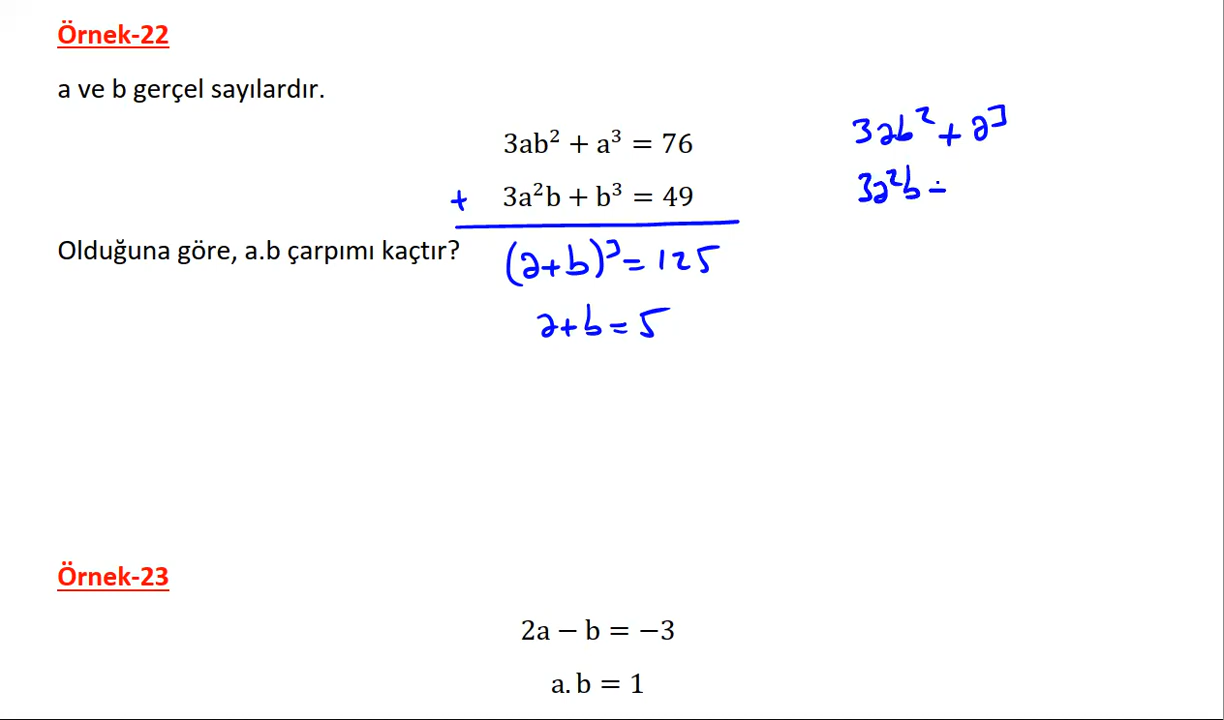 Örnek-22
a ve b gerçel sayılardır.
3ab² + a³ = 76
3ab² + a³
+ 3a²b + b³ = 49
3a²b ÷
Olduğuna göre, a.b çarpımı kaçtır?
(a+b)³ = 125
a+b = 5
Örnek-23
2a − b = −3
a. b = 1